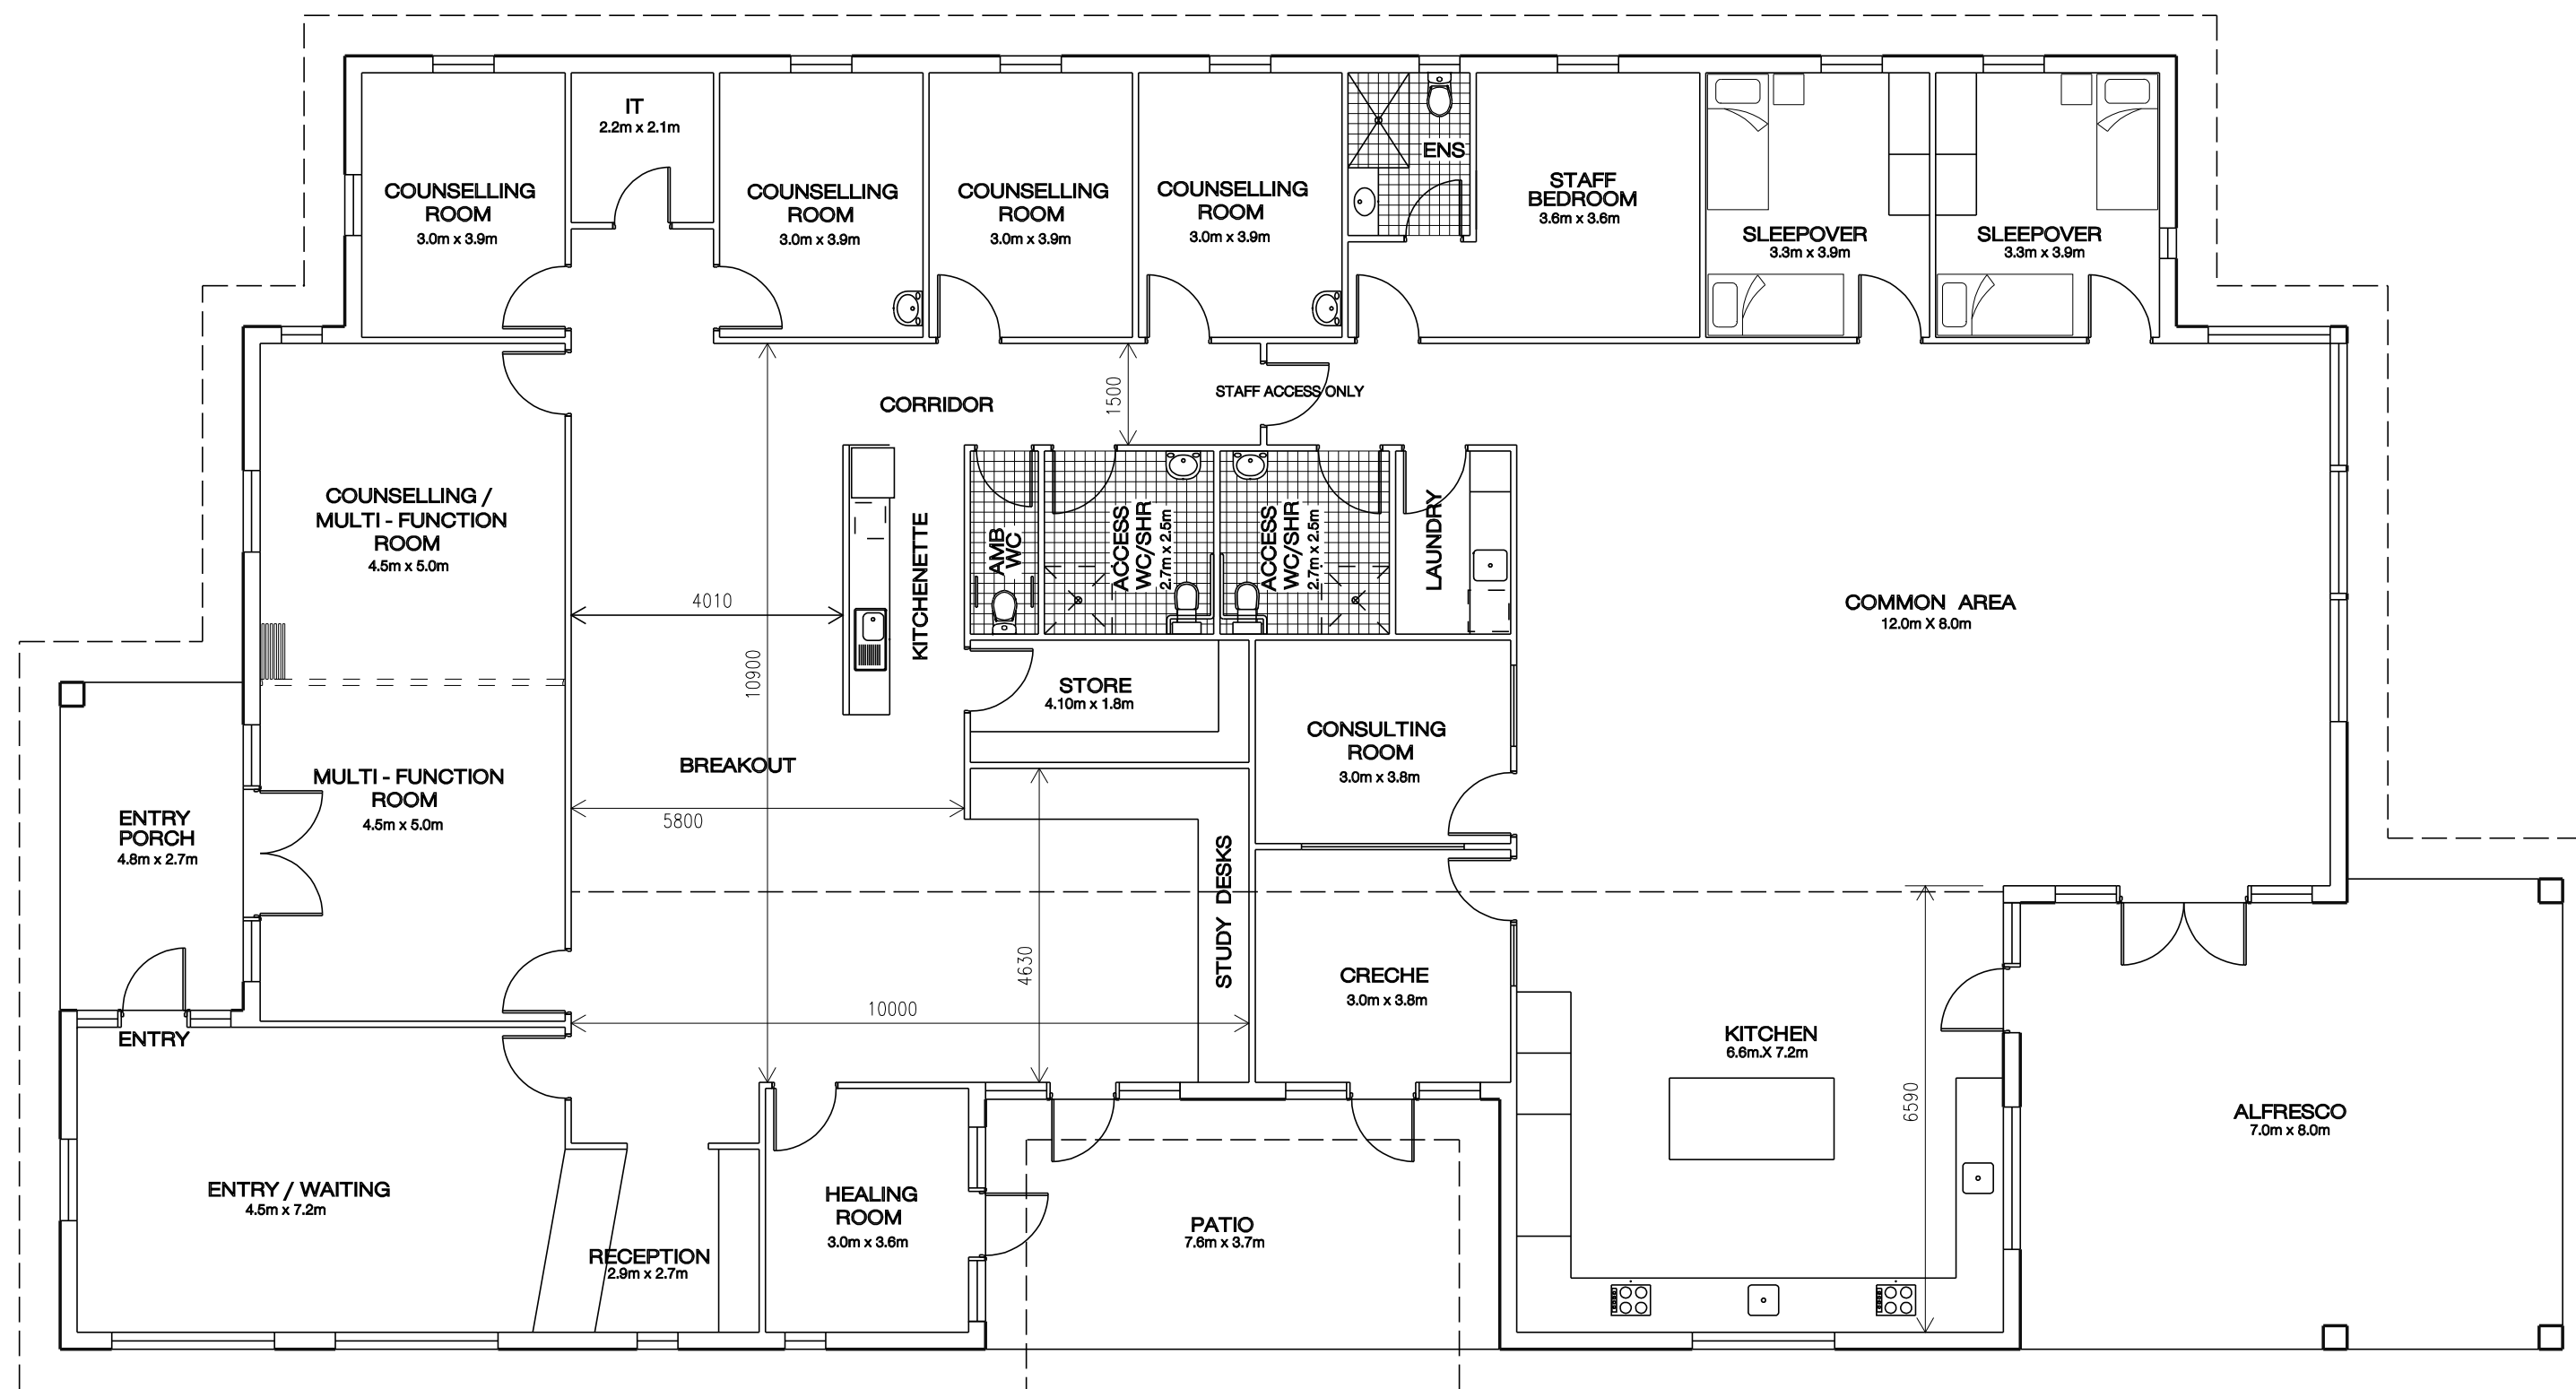 IT
2.2m x 2.1m
ENS
COUNSELLING
ROOM
3.0m x 3.9m
COUNSELLING
ROOM
3.0m x 3.9m
COUNSELLING
ROOM
3.0m x 3.9m
COUNSELLING
ROOM
3.0m x 3.9m
STAFF
BEDROOM
3.6m x 3.6m
SLEEPOVER
3.3m x 3.9m
SLEEPOVER
3.3m x 3.9m
CORRIDOR
1500
STAFF ACCESS ONLY
COUNSELLING /
MULTI - FUNCTION
ROOM
4.5m x 5.0m
4010
10900
KITCHENETTE
AMB
WC
ACCESS
WC/SHR
2.7m x 2.5m
ACCESS
WC/SHR
2.7m x 2.5m
LAUNDRY
COMMON AREA
12.0m X 8.0m
STORE
4.10m x 1.8m
CONSULTING
ROOM
3.0m x 3.8m
BREAKOUT
5800
MULTI - FUNCTION
ROOM
4.5m x 5.0m
ENTRY
PORCH
4.8m x 2.7m
STUDY DESKS
4630
10000
CRECHE
3.0m x 3.8m
ENTRY
KITCHEN
6.6m.X 7.2m
6590
ALFRESCO
7.0m x 8.0m
ENTRY / WAITING
4.5m x 7.2m
RECEPTION
2.9m x 2.7m
HEALING
ROOM
3.0m x 3.6m
PATIO
7.6m x 3.7m